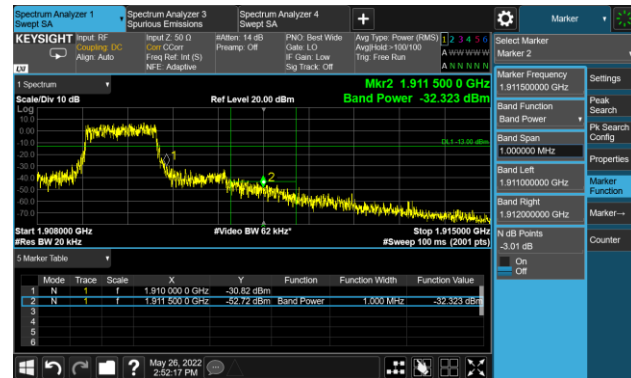 Spectrum Analyzer 1
Swept SA
Spectrum Analyzer 3
Spurious Emissions
Spectrum Analyzer 4
Swept SA
Marker
KEYSIGHT
Input: RF
Coupling: DC
Align: Auto
Input Z: 50 Ω
Corr CCorr
Freq Ref: Int (S)
NFE: Adaptive
#Atten: 14 dB
Preamp: Off
PNO: Best Wide
Gate: LO
IF Gain: Low
Sig Track: Off
Avg Type: Power (RMS)
Avg|Hold:>100/100
Trig: Free Run
1 2 3 4 5 6
A W W W W W
A N N N N N
LXI
Select Marker
Marker 2
1 Spectrum
Scale/Div 10 dB
Ref Level 20.00 dBm
Mkr2 1.911 500 0 GHz
Band Power -32.323 dBm
Log
10.0
0.00
-10.0
-20.0
-30.0
-40.0
-50.0
-60.0
-70.0
DL1 -13.00 dBm
1
2
Start 1.908000 GHz
#Res BW 20 kHz
#Video BW 62 kHz*
Stop 1.915000 GHz
#Sweep 100 ms (2001 pts)
5 Marker Table
Mode Trace Scale X Y Function Function Width Function Value
1 N 1 f 1.910 000 0 GHz -30.82 dBm
2 N 1 f 1.911 500 0 GHz -52.72 dBm Band Power 1.000 MHz -32.323 dBm
3
4
5
6
Marker Frequency
1.911500000 GHz
Band Function
Band Power
Band Span
1.000000 MHz
Band Left
1.911000000 GHz
Band Right
1.912000000 GHz
N dB Points
-3.01 dB
On
Off
Settings
Peak
Search
Pk Search
Config
Properties
Marker
Function
Marker→
Counter
May 26, 2022
2:52:17 PM